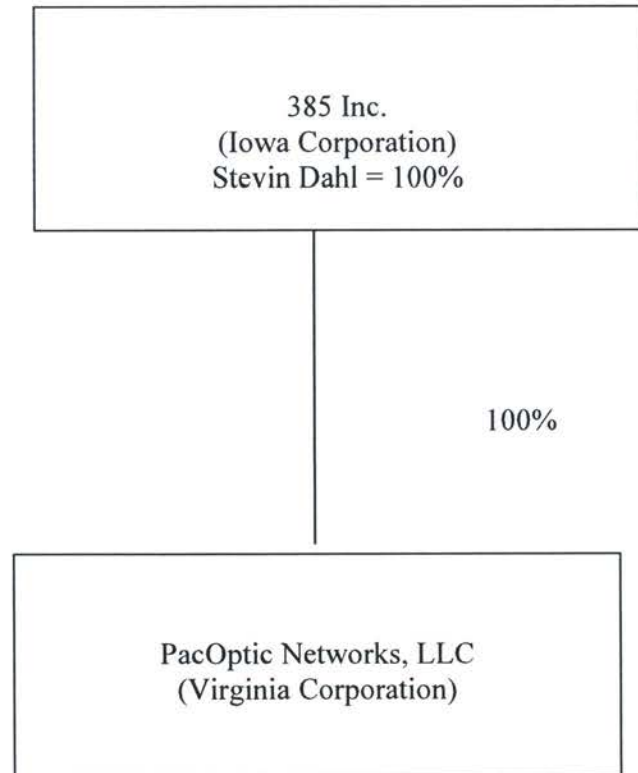 385 Inc.
(Iowa Corporation)
Stevin Dahl = 100%
100%
PacOptic Networks, LLC
(Virginia Corporation)